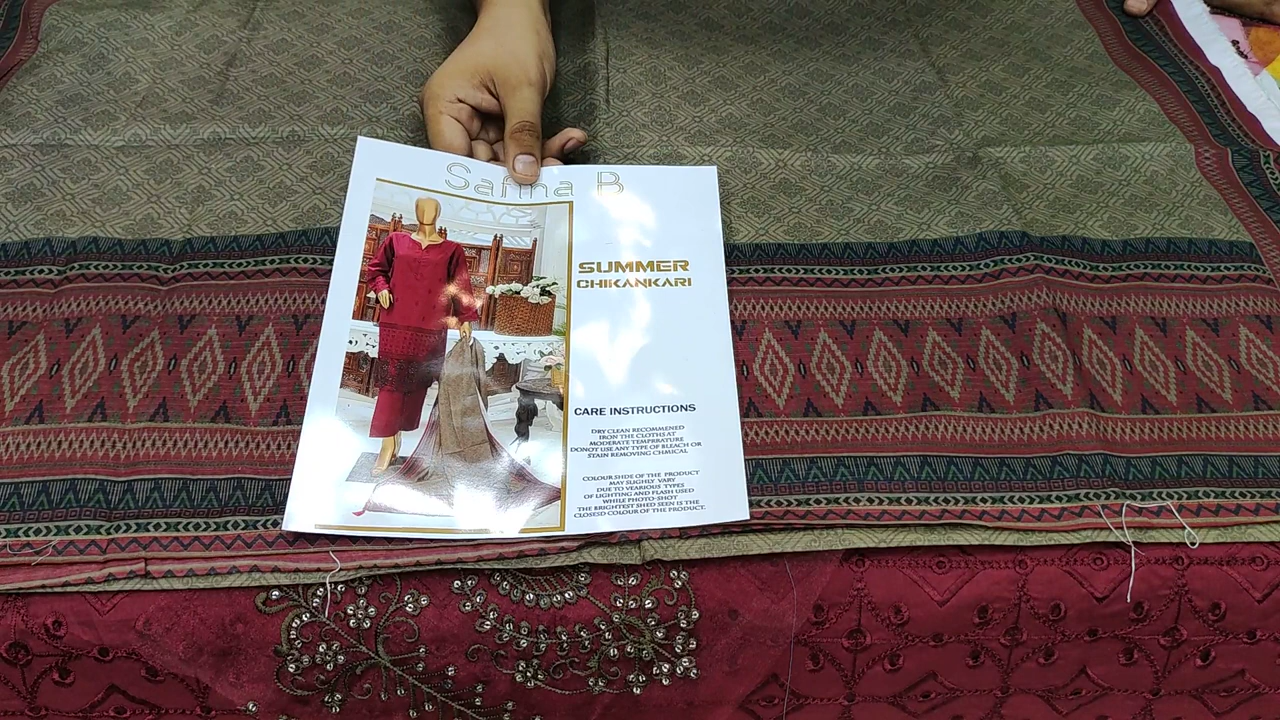 Safina B
SUMMER
CHIKANKARI
CARE INSTRUCTIONS
DRY CLEAN RECOMMENED
IRON THE CLOTHS AT
MODERATE TEMPRRATURE
DONOT USE ANY TYPE OF BLEACH OR
STAIN REMOVING CHMICAL
COLOUR SHDE OF THE PRODUCT
MAY SLIGHLY VARY
DUE TO VEARIOUS TYPES
OF LIGHTING AND FLASH USED
WHILE PHOTO-SHOT
THE BRIGHTEST SHED SEEN IS THE
CLOSESD COLOUR OF THE PRODUCT.